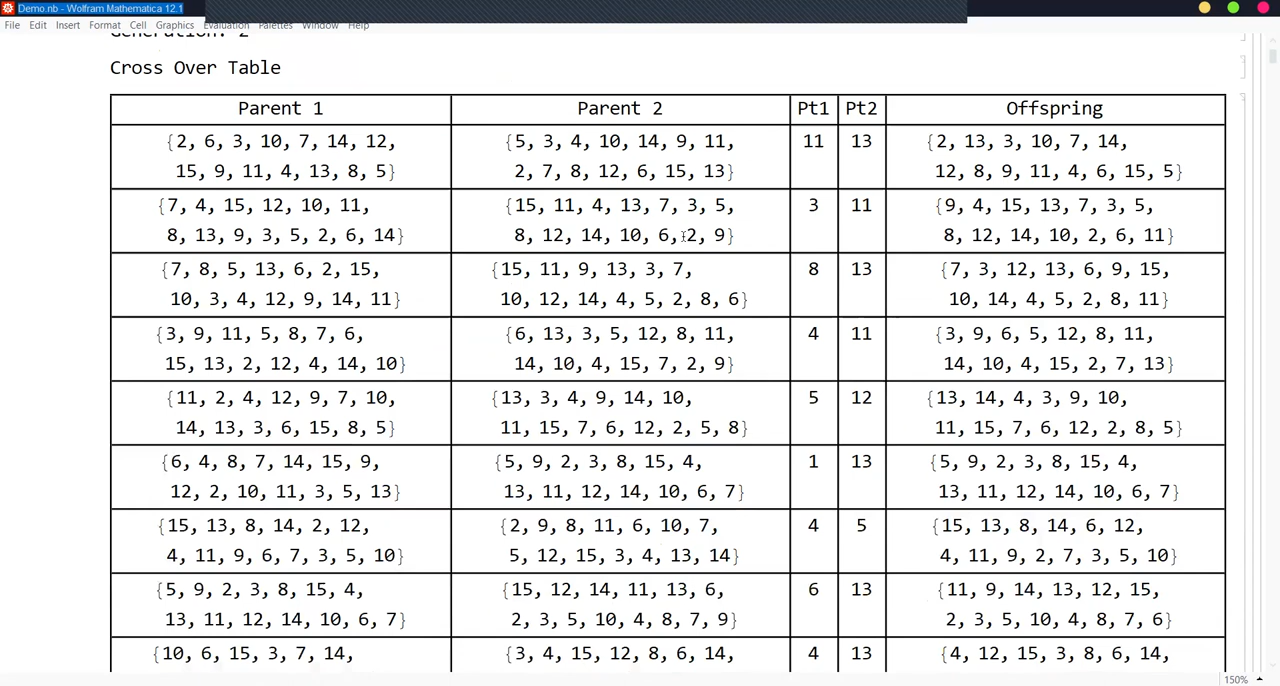 Demo.nb - Wolfram Mathematica 12.1
File Edit Insert Format Cell Graphics Evaluation Palettes Window Help
Generation: 2
Cross Over Table
Parent 1 Parent 2 Pt1 Pt2 Offspring
{2, 6, 3, 10, 7, 14, 12, {5, 3, 4, 10, 14, 9, 11, 11 13 {2, 13, 3, 10, 7, 14,
15, 9, 11, 4, 13, 8, 5} 2, 7, 8, 12, 6, 15, 13} 12, 8, 9, 11, 4, 6, 15, 5}
{7, 4, 15, 12, 10, 11, {15, 11, 4, 13, 7, 3, 5, 3 11 {9, 4, 15, 13, 7, 3, 5,
8, 13, 9, 3, 5, 2, 6, 14} 8, 12, 14, 10, 6, 2, 9} 8, 12, 14, 10, 2, 6, 11}
{7, 8, 5, 13, 6, 2, 15, {15, 11, 9, 13, 3, 7, 8 13 {7, 3, 12, 13, 6, 9, 15,
10, 3, 4, 12, 9, 14, 11} 10, 12, 14, 4, 5, 2, 8, 6} 10, 14, 4, 5, 2, 8, 11}
{3, 9, 11, 5, 8, 7, 6, {6, 13, 3, 5, 12, 8, 11, 4 11 {3, 9, 6, 5, 12, 8, 11,
15, 13, 2, 12, 4, 14, 10} 14, 10, 4, 15, 7, 2, 9} 14, 10, 4, 15, 2, 7, 13}
{11, 2, 4, 12, 9, 7, 10, {13, 3, 4, 9, 14, 10, 5 12 {13, 14, 4, 3, 9, 10,
14, 13, 3, 6, 15, 8, 5} 11, 15, 7, 6, 12, 2, 5, 8} 11, 15, 7, 6, 12, 2, 8, 5}
{6, 4, 8, 7, 14, 15, 9, {5, 9, 2, 3, 8, 15, 4, 1 13 {5, 9, 2, 3, 8, 15, 4,
12, 2, 10, 11, 3, 5, 13} 13, 11, 12, 14, 10, 6, 7} 13, 11, 12, 14, 10, 6, 7}
{15, 13, 8, 14, 2, 12, {2, 9, 8, 11, 6, 10, 7, 4 5 {15, 13, 8, 14, 6, 12,
4, 11, 9, 6, 7, 3, 5, 10} 5, 12, 15, 3, 4, 13, 14} 4, 11, 9, 2, 7, 3, 5, 10}
{5, 9, 2, 3, 8, 15, 4, {15, 12, 14, 11, 13, 6, 6 13 {11, 9, 14, 13, 12, 15,
13, 11, 12, 14, 10, 6, 7} 2, 3, 5, 10, 4, 8, 7, 9} 2, 3, 5, 10, 4, 8, 7, 6}
{10, 6, 15, 3, 7, 14, {3, 4, 15, 12, 8, 6, 14, 4 13 {4, 12, 15, 3, 8, 6, 14,
150%